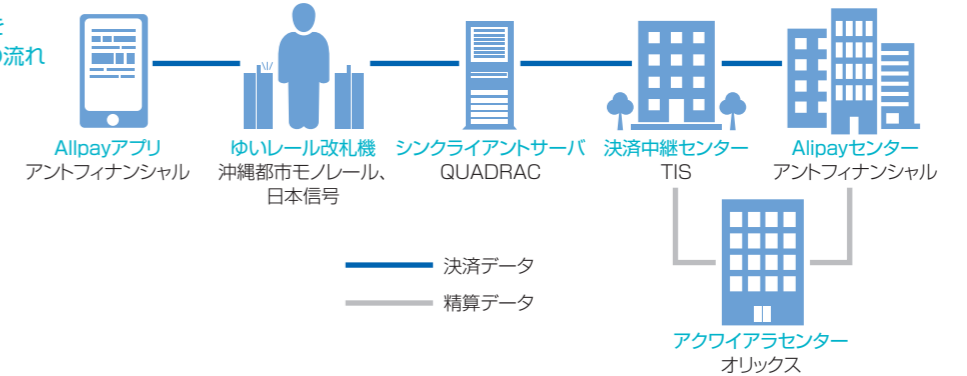 を
の流れ
Allpayアプリ
アントフィナンシャル
ゆいレール改札機
沖縄都市モノレール、
日本信号
シンクライアントサーバ
QUADRAC
決済中継センター
TIS
Alipayセンター
アントフィナンシャル
決済データ
精算データ
アクワイアラセンター
オリックス